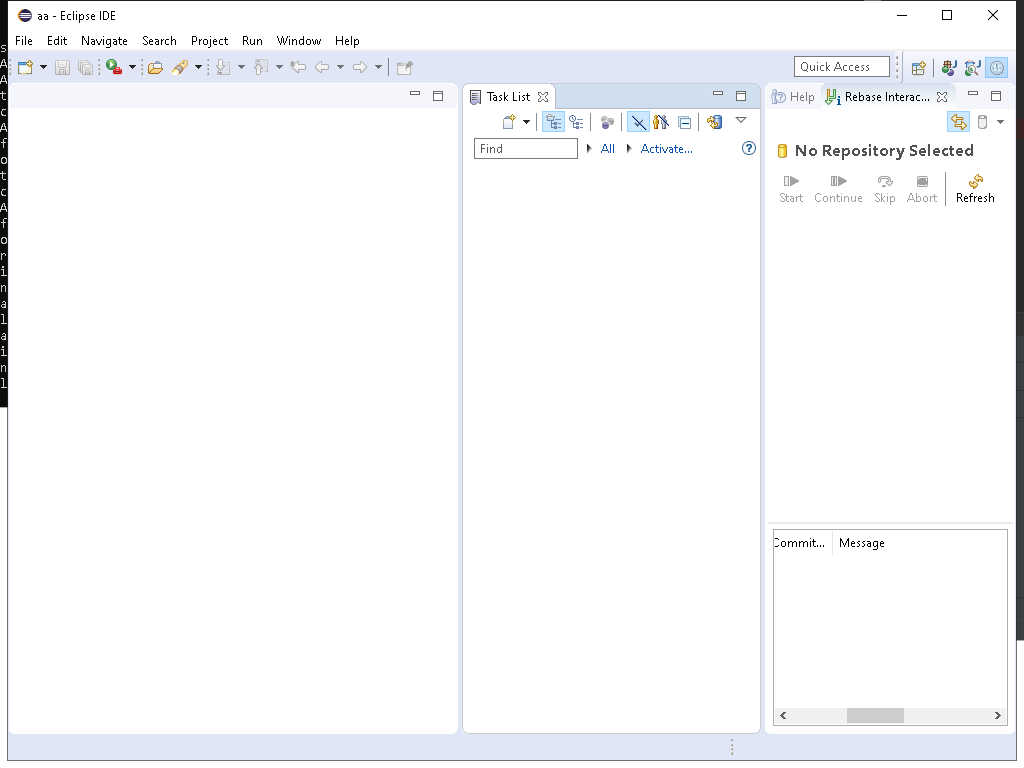 aa - Eclipse IDE
File Edit Navigate Search Project Run Window Help
Quick Access
Task List
Help
Rebase Interac...
Find
All
Activate...
No Repository Selected
Start
Continue
Skip
Abort
Refresh
Commit...
Message
s
A
A
t
c
A
f
o
t
c
A
f
o
r
i
n
a
l
a
i
n
l